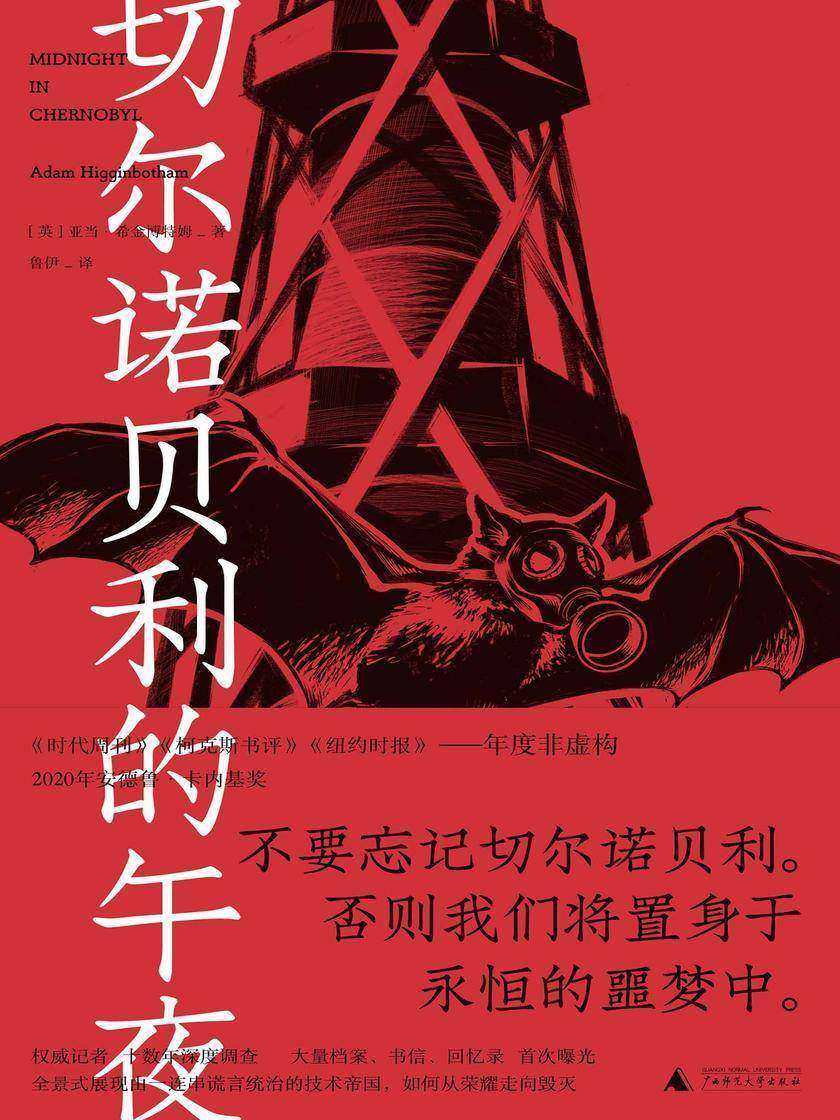 切尔诺贝利的午夜
MIDNIGHT
IN
CHERNOBYL
Adam Higginbotham
[英] 亚当·希金博特姆 _ 著
鲁伊 _ 译
《时代周刊》《柯克斯书评》《纽约时报》——年度非虚构
2020年安德鲁·卡内基奖
不要忘记切尔诺贝利。
否则我们将置身于
永恒的噩梦中。
权威记者 十数年深度调查 大量档案、书信、回忆录 首次曝光
全景式展现出一连串谎言统治的技术帝国，如何从荣耀走向毁灭
GUANGXI NORMAL UNIVERSITY PRESS
广西师范大学出版社